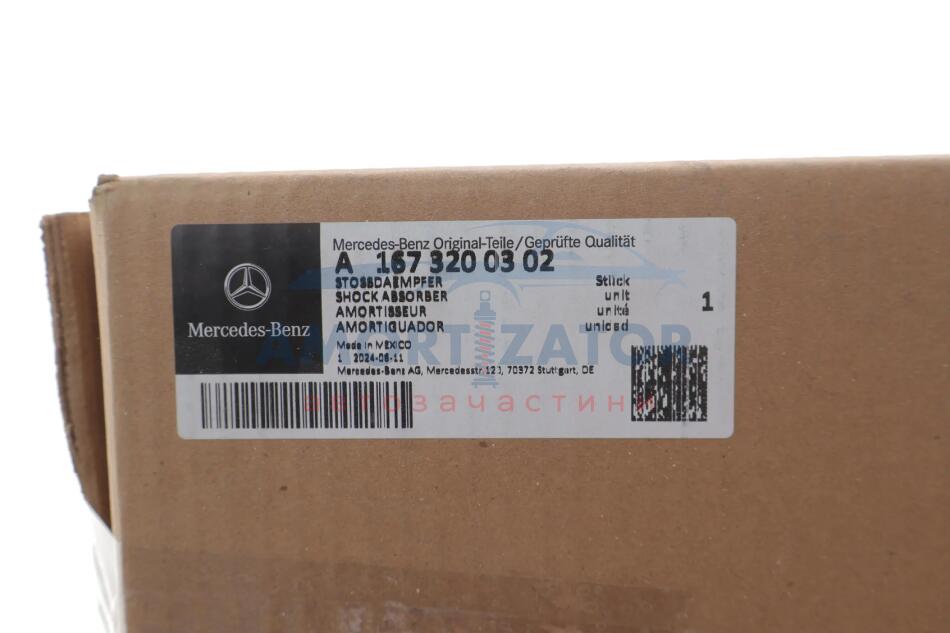 Mercedes-Benz Original-Teile/Geprüfte Qualität
A 167 320 03 02
STOSSDAEMPFER Stück
SHOCK ABSORBER unit
AMORTISSEUR unité
AMORTIGUADOR unidad
1
Mercedes-Benz
Made in MEXICO
1 2024-06-11
Mercedes-Benz AG, Mercedesstr.120, 70372 Stuttgart, DE
AMORTIZATOR
автозачастини